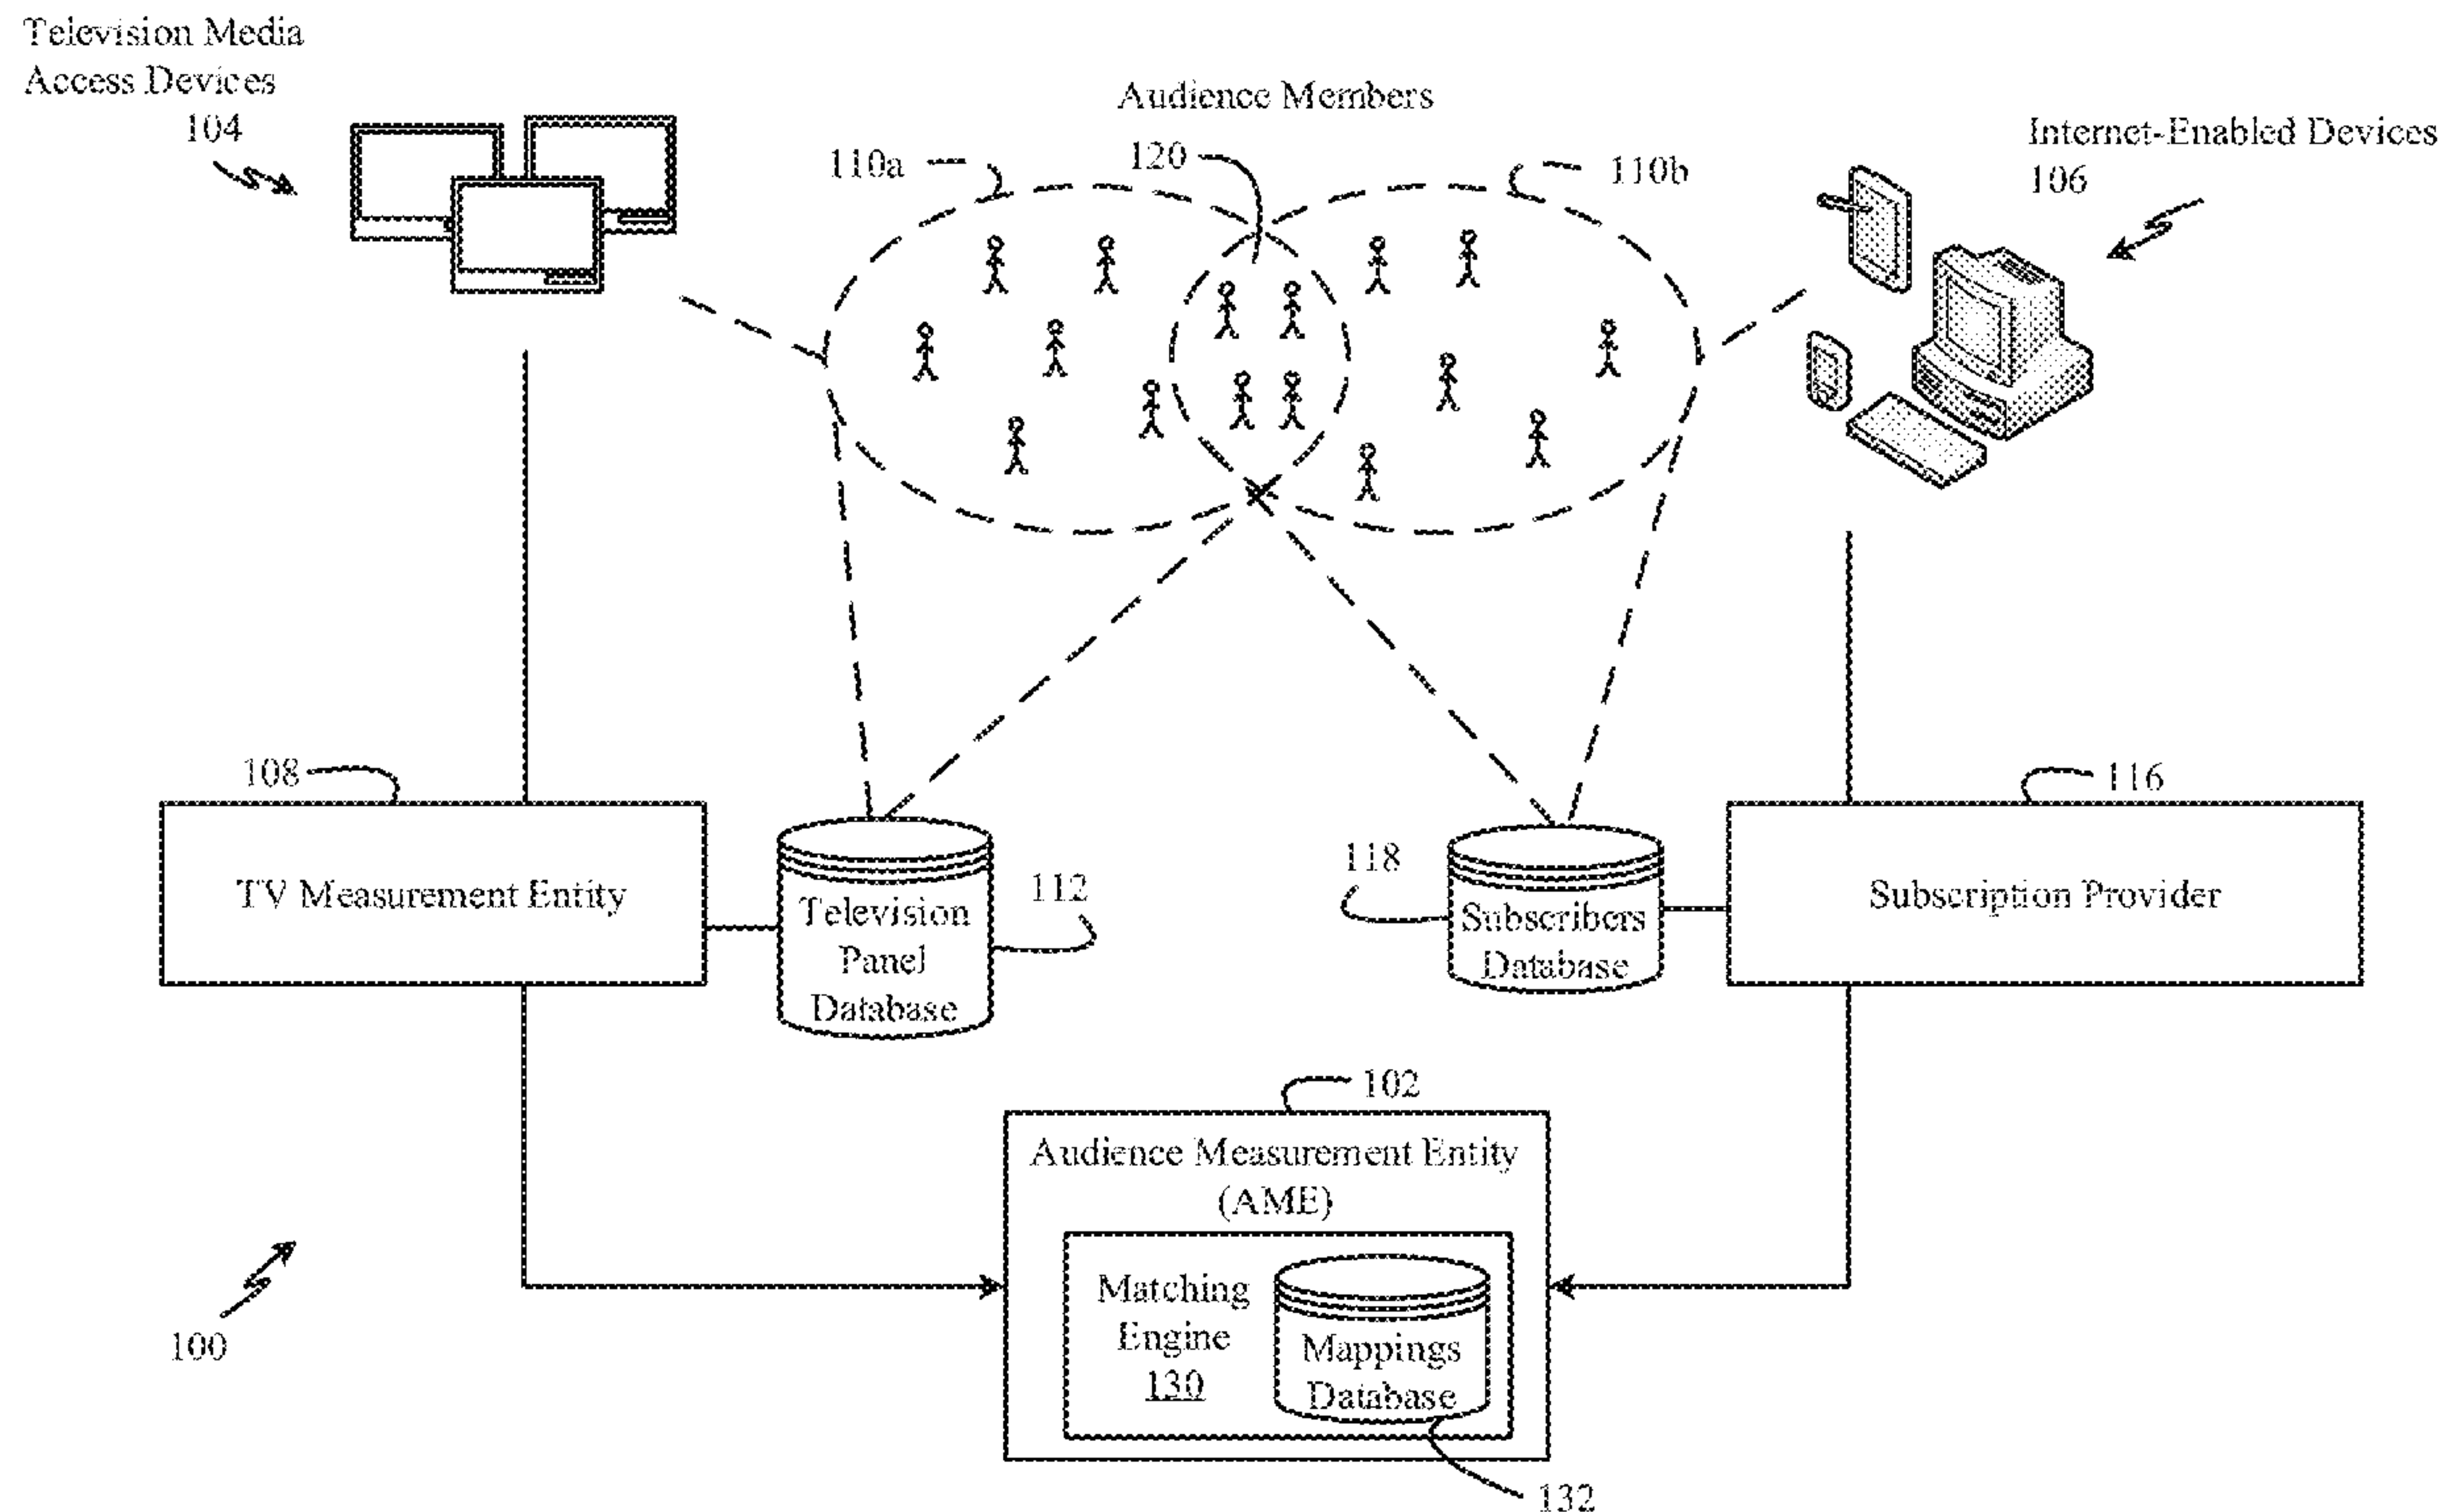 Television Media
Access Devices
104
Audience Members
110a
120
110b
Internet-Enabled Devices
106
108
TV Measurement Entity
Television
Panel
Database
112
118
Subscribers
Database
116
Subscription Provider
102
Audience Measurement Entity
(AME)
Matching
Engine
130
Mappings
Database
132
100